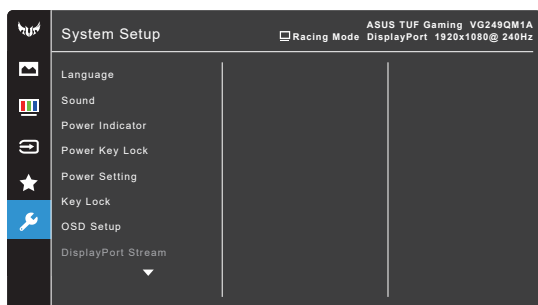 ASUS TUF Gaming VG249QM1A
System Setup
Racing Mode DisplayPort 1920x1080@ 240Hz
Language
Sound
Power Indicator
Power Key Lock
Power Setting
Key Lock
OSD Setup
DisplayPort Stream